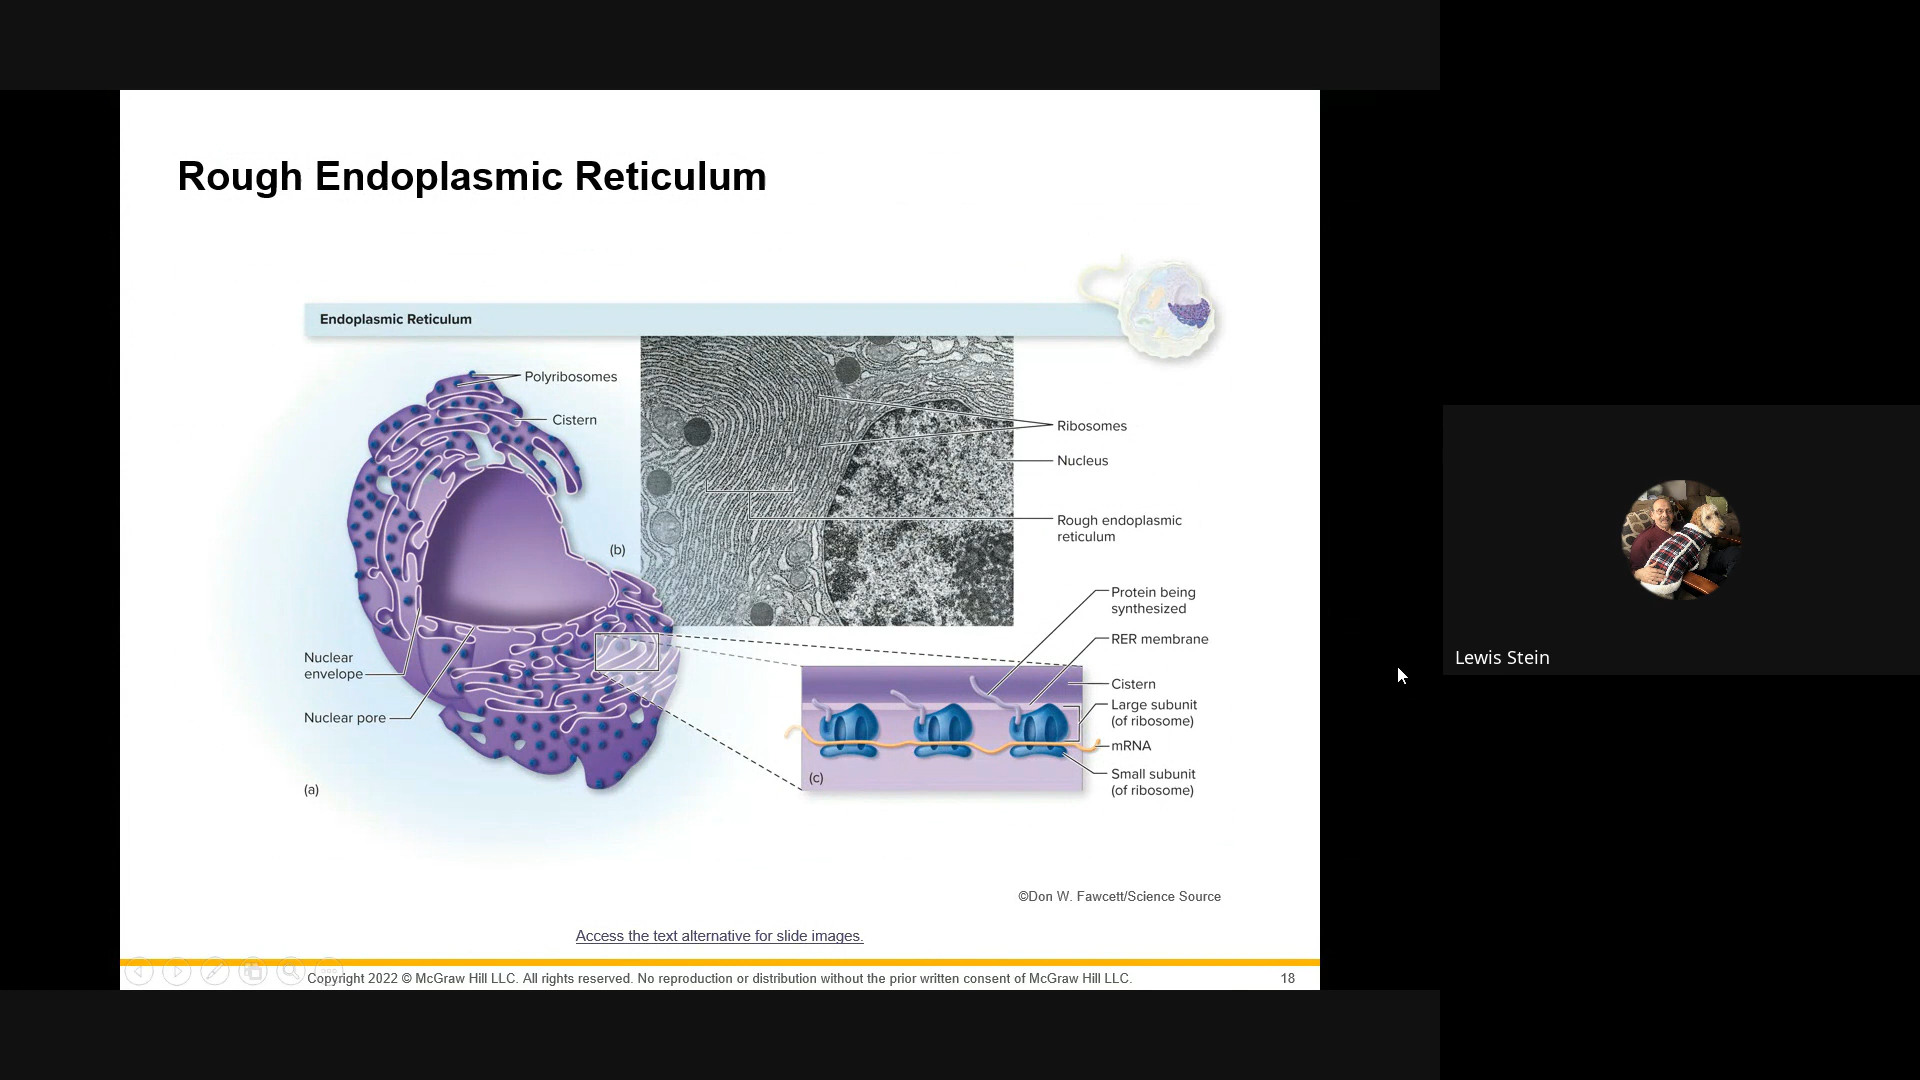 Rough Endoplasmic Reticulum
Endoplasmic Reticulum
Polyribosomes
Cistern
Ribosomes
Nucleus
Rough endoplasmic
reticulum
(b)
Protein being
synthesized
RER membrane
Nuclear
envelope
Cistern
Large subunit
(of ribosome)
Nuclear pore
mRNA
Small subunit
(of ribosome)
(c)
(a)
Lewis Stein
©Don W. Fawcett/Science Source
Access the text alternative for slide images.
Copyright 2022 © McGraw Hill LLC. All rights reserved. No reproduction or distribution without the prior written consent of McGraw Hill LLC.
18